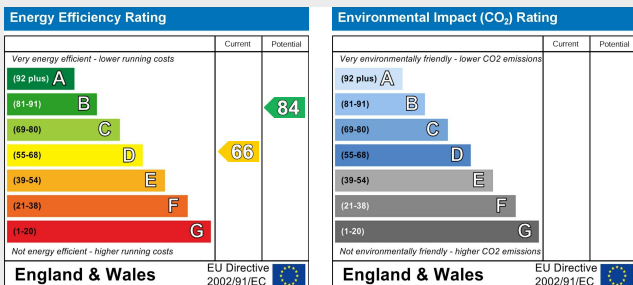 Energy Efficiency Rating
Current Potential
Very energy efficient - lower running costs
(92 plus) A
(81-91) B
84
(69-80) C
(55-68) D
66
(39-54) E
(21-38) F
(1-20) G
Not energy efficient - higher running costs
England & Wales
EU Directive
2002/91/EC
Environmental Impact (CO₂) Rating
Current Potential
Very environmentally friendly - lower CO2 emissions
(92 plus) A
(81-91) B
(69-80) C
(55-68) D
(39-54) E
(21-38) F
(1-20) G
Not environmentally friendly - higher CO2 emissions
England & Wales
EU Directive
2002/91/EC